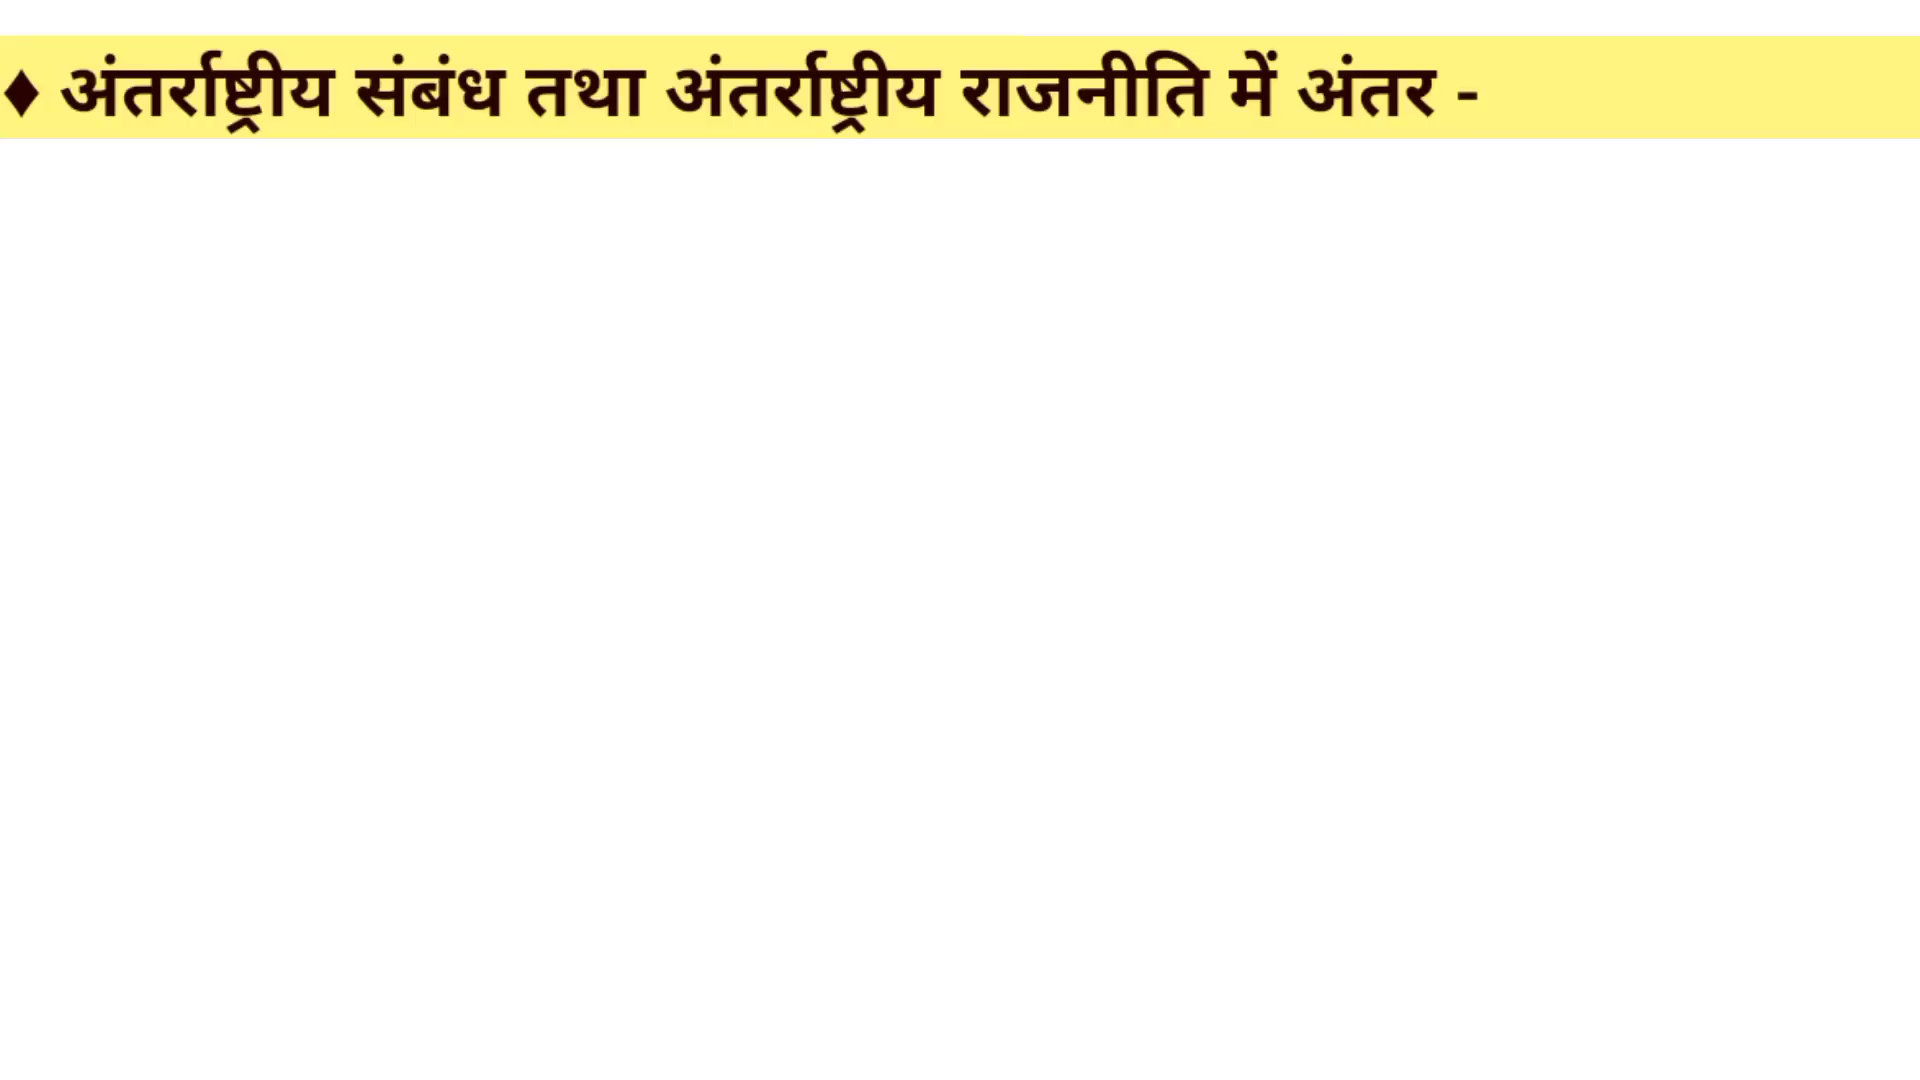 ♦ अंतर्राष्ट्रीय संबंध तथा अंतर्राष्ट्रीय राजनीति में अंतर -